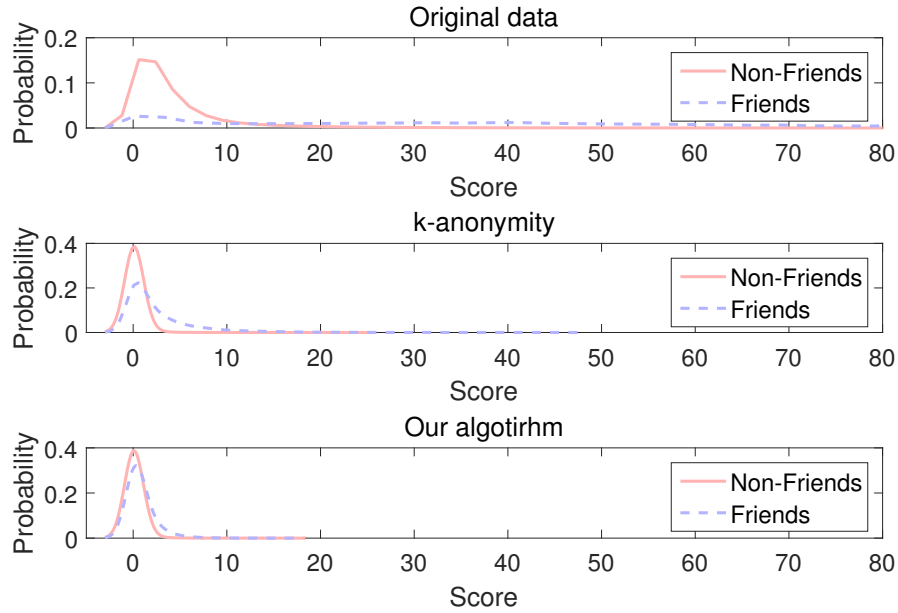 Original data
Probability
0.2
0.1
0
Non-Friends
Friends
0 10 20 30 40 50 60 70 80
Score
k-anonymity
Probability
0.4
0.2
0
Non-Friends
Friends
0 10 20 30 40 50 60 70 80
Score
Our algotirhm
Probability
0.4
0.2
0
Non-Friends
Friends
0 10 20 30 40 50 60 70 80
Score